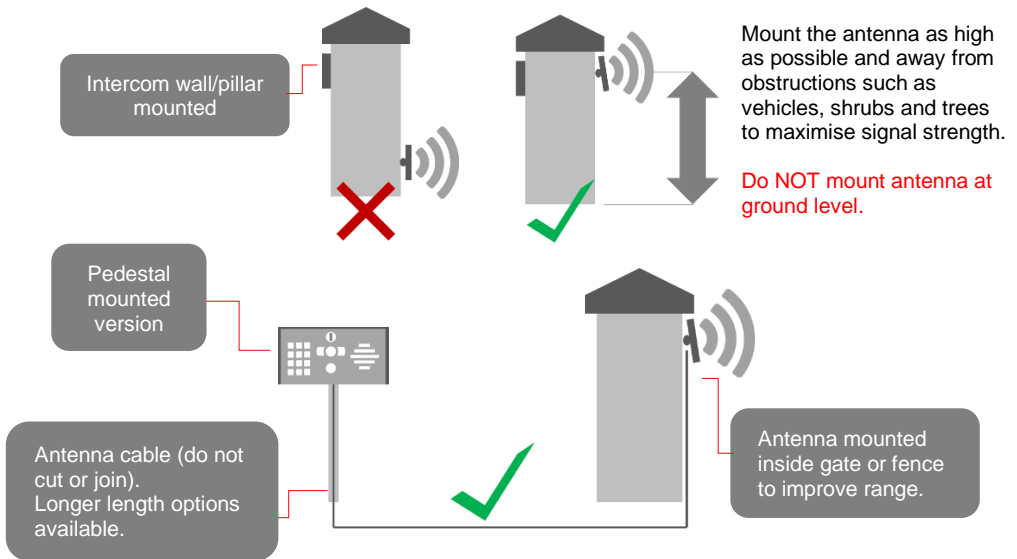 Intercom wall/pillar
mounted
Mount the antenna as high
as possible and away from
obstructions such as
vehicles, shrubs and trees
to maximise signal strength.
Do NOT mount antenna at
ground level.
Pedestal
mounted
version
Antenna cable (do not
cut or join).
Longer length options
available.
Antenna mounted
inside gate or fence
to improve range.